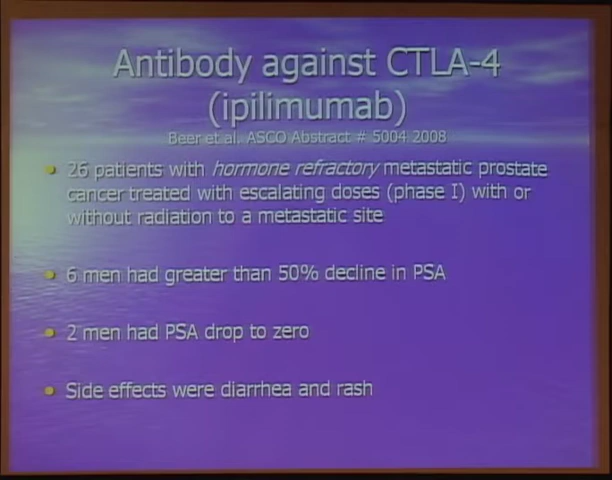 Antibody against CTLA-4
(ipilimumab)
Beer et al. ASCO Abstract # 5004 2008
• 26 patients with hormone refractory metastatic prostate
cancer treated with escalating doses (phase I) with or
without radiation to a metastatic site
• 6 men had greater than 50% decline in PSA
• 2 men had PSA drop to zero
• Side effects were diarrhea and rash